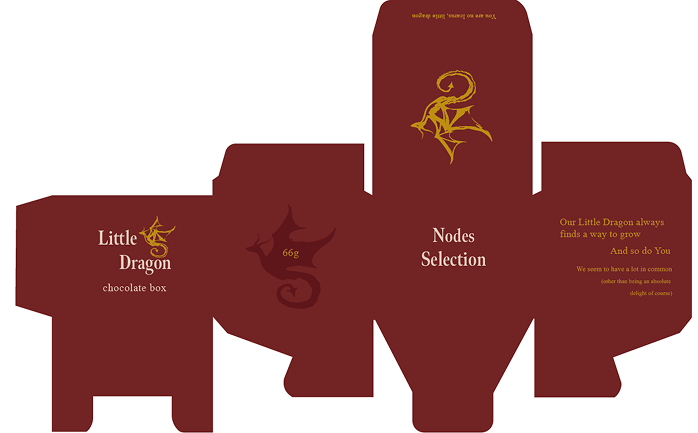 You are no Icarus, little dragon
Little
Dragon
chocolate box
66g
Nodes
Selection
Our Little Dragon always
finds a way to grow
And so do You
We seem to have a lot in common
(other than being an absolute
delight of course)